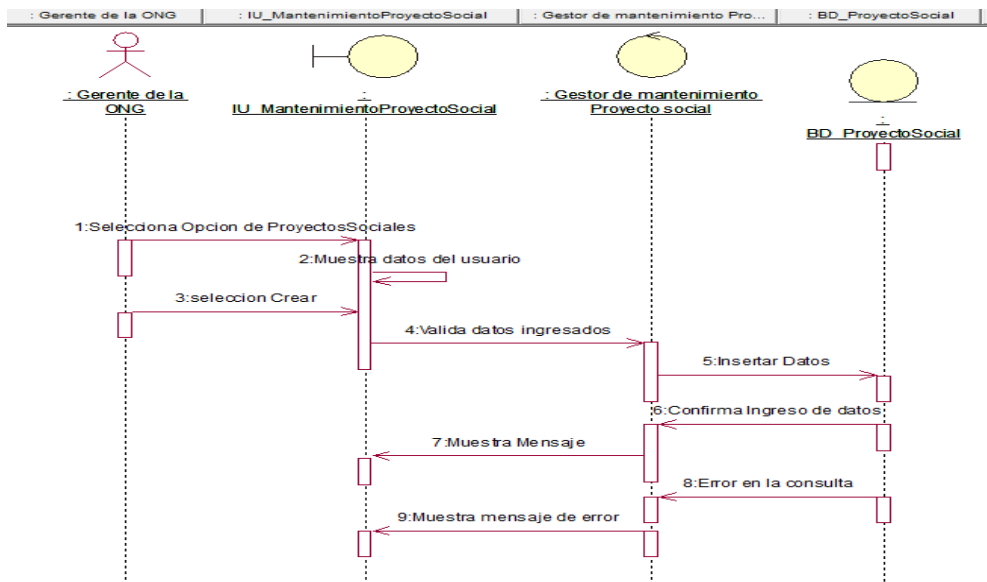 : Gerente de la ONG
: IU_MantenimientoProyectoSocial
: Gestor de mantenimiento Pro...
: BD_ProyectoSocial
: Gerente de la
ONG
:
IU_MantenimientoProyectoSocial
: Gestor de mantenimiento
Proyecto social
:
BD_ProyectoSocial
1:Selecciona Opcion de ProyectosSociales
2:Muestra datos del usuario
3:seleccion Crear
4:Valida datos ingresados
5:Insertar Datos
6:Confirma Ingreso de datos
7:Muestra Mensaje
8:Error en la consulta
9:Muestra mensaje de error